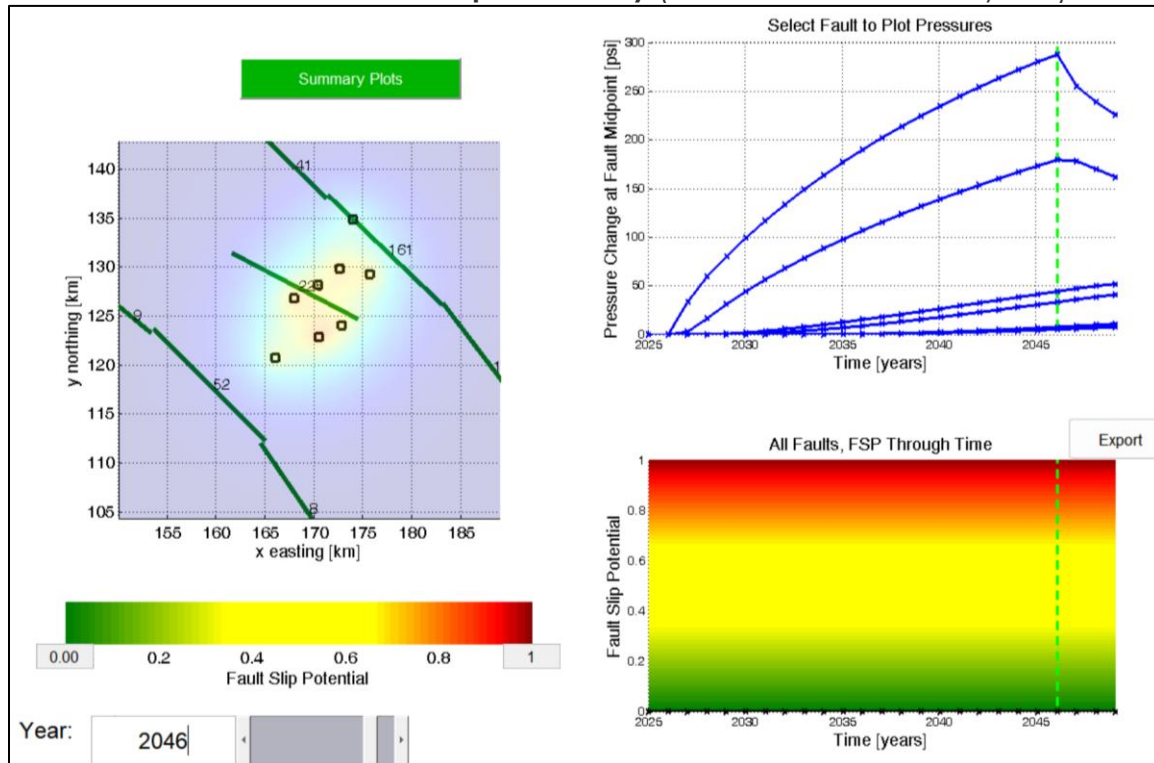 Summary Plots
140
135
130
125
120
115
110
105
y northing [km]
41
161
22
9
52
8
1
155 160 165 170 175 180 185
x easting [km]
0.00 0.2 0.4 0.6 0.8 1
Fault Slip Potential
Year: 2046
Select Fault to Plot Pressures
Pressure Change at Fault Midpoint [psi]
300
250
200
150
100
50
0
2025 2030 2035 2040 2045
Time [years]
Export
All Faults, FSP Through Time
Fault Slip Potential
1
0.8
0.6
0.4
0.2
0
2025 2030 2035 2040 2045
Time [years]